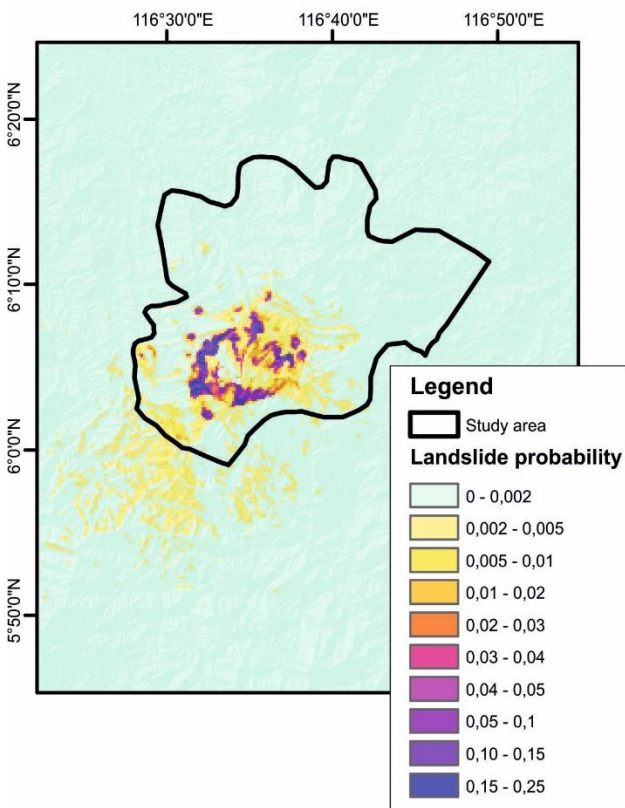 116°30'0"E 116°40'0"E 116°50'0"E
6°20'0"N
6°10'0"N
6°0'0"N
5°50'0"N
Legend
Study area
Landslide probability
0 - 0,002
0,002 - 0,005
0,005 - 0,01
0,01 - 0,02
0,02 - 0,03
0,03 - 0,04
0,04 - 0,05
0,05 - 0,1
0,10 - 0,15
0,15 - 0,25